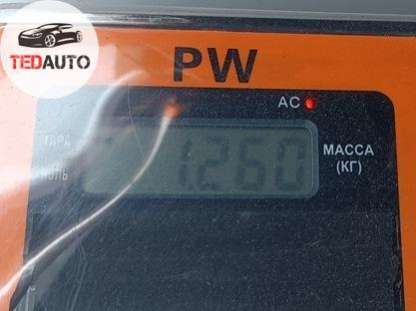 TEDAUTO
PW
AC
ТАРА
1.260
МАССА
НОЛЬ
(КГ)